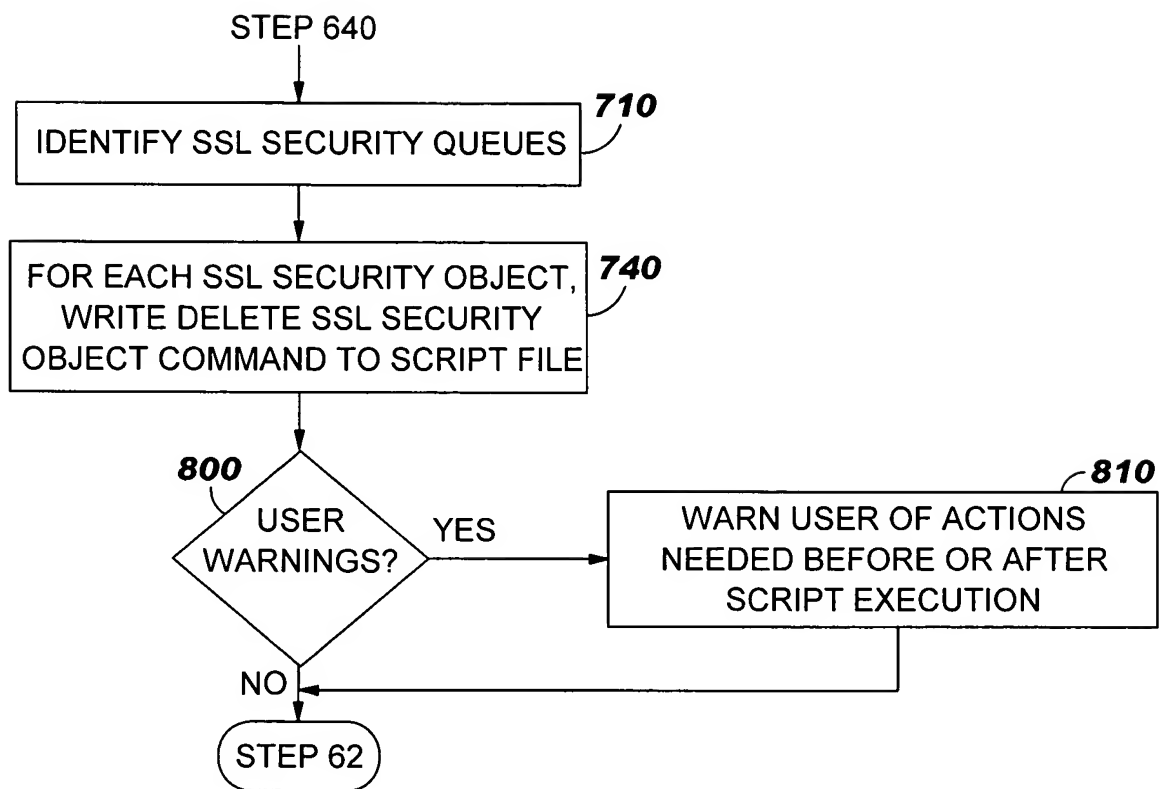 STEP 640
710
IDENTIFY SSL SECURITY QUEUES
740
FOR EACH SSL SECURITY OBJECT,
WRITE DELETE SSL SECURITY
OBJECT COMMAND TO SCRIPT FILE
800
USER
WARNINGS?
YES
810
WARN USER OF ACTIONS
NEEDED BEFORE OR AFTER
SCRIPT EXECUTION
NO
STEP 62